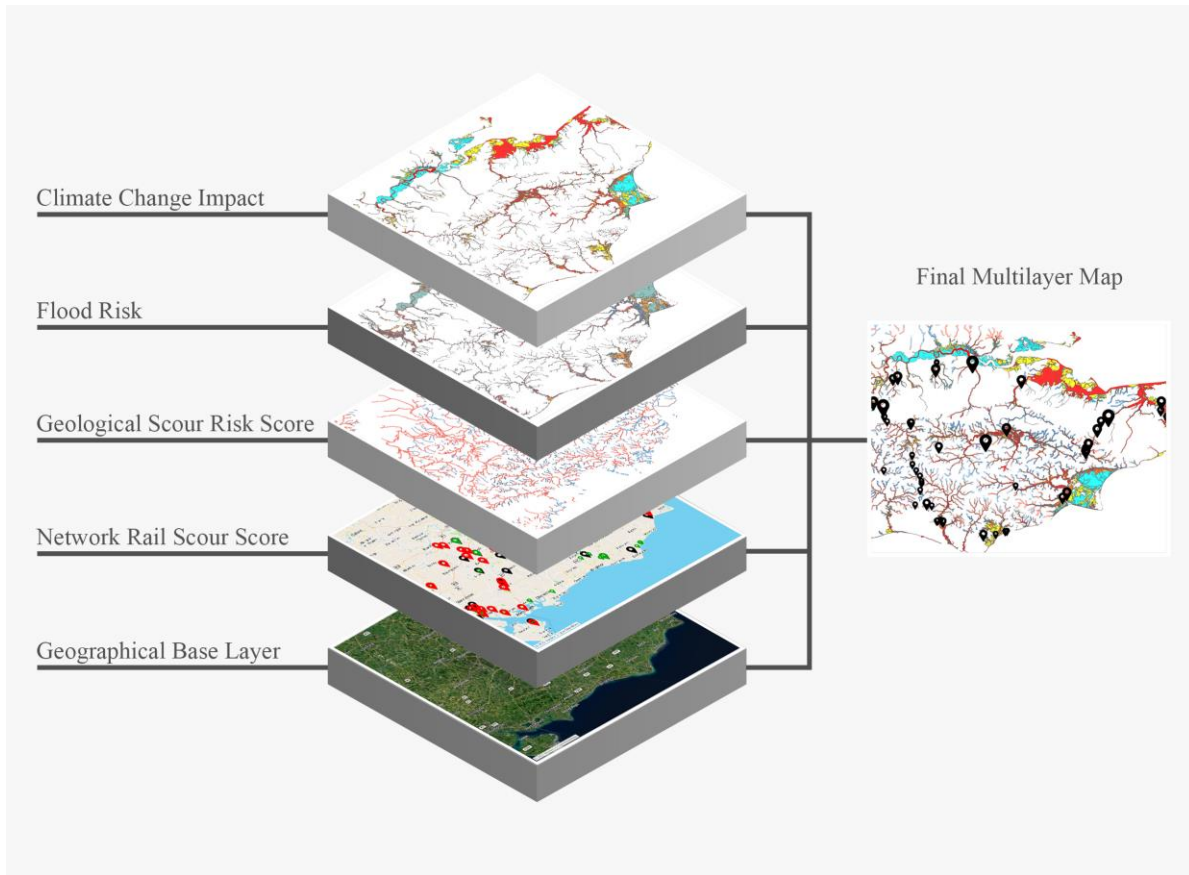 Climate Change Impact
Flood Risk
Geological Scour Risk Score
Network Rail Scour Score
Geographical Base Layer
Final Multilayer Map